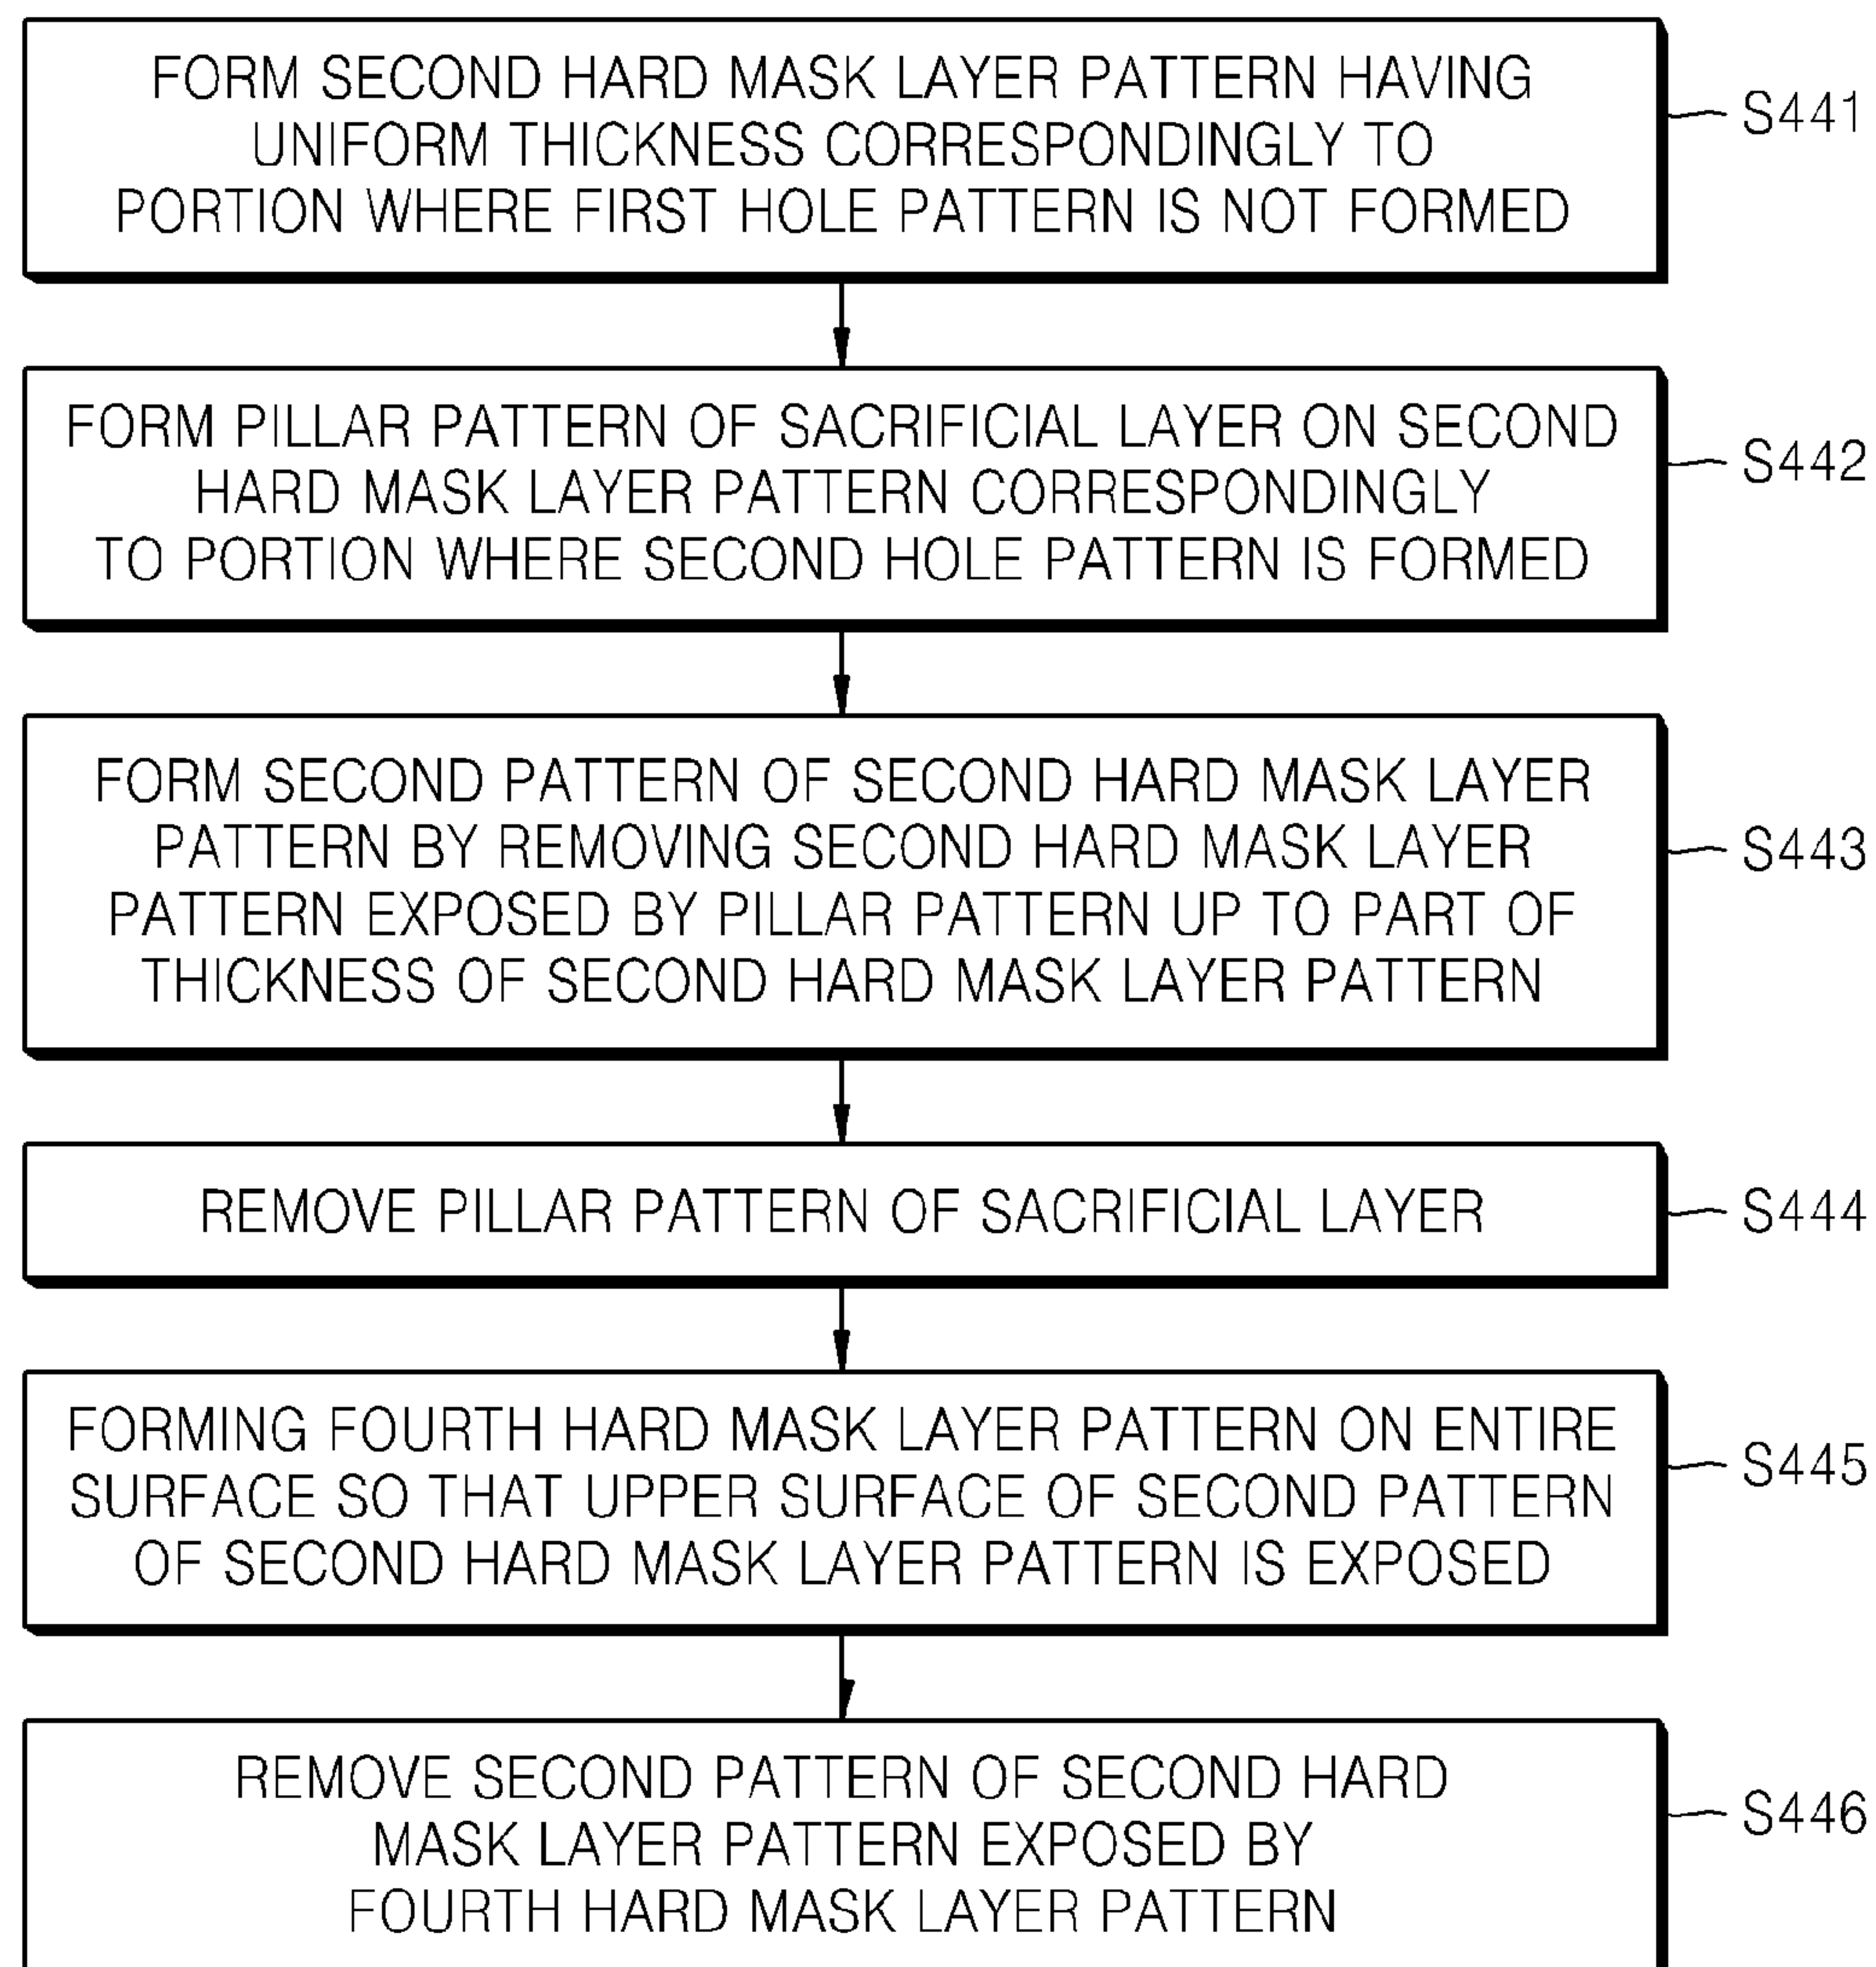 FORM SECOND HARD MASK LAYER PATTERN HAVING
UNIFORM THICKNESS CORRESPONDINGLY TO
PORTION WHERE FIRST HOLE PATTERN IS NOT FORMED
S441
FORM PILLAR PATTERN OF SACRIFICIAL LAYER ON SECOND
HARD MASK LAYER PATTERN CORRESPONDINGLY
TO PORTION WHERE SECOND HOLE PATTERN IS FORMED
S442
FORM SECOND PATTERN OF SECOND HARD MASK LAYER
PATTERN BY REMOVING SECOND HARD MASK LAYER
PATTERN EXPOSED BY PILLAR PATTERN UP TO PART OF
THICKNESS OF SECOND HARD MASK LAYER PATTERN
S443
REMOVE PILLAR PATTERN OF SACRIFICIAL LAYER
S444
FORMING FOURTH HARD MASK LAYER PATTERN ON ENTIRE
SURFACE SO THAT UPPER SURFACE OF SECOND PATTERN
OF SECOND HARD MASK LAYER PATTERN IS EXPOSED
S445
REMOVE SECOND PATTERN OF SECOND HARD
MASK LAYER PATTERN EXPOSED BY
FOURTH HARD MASK LAYER PATTERN
S446